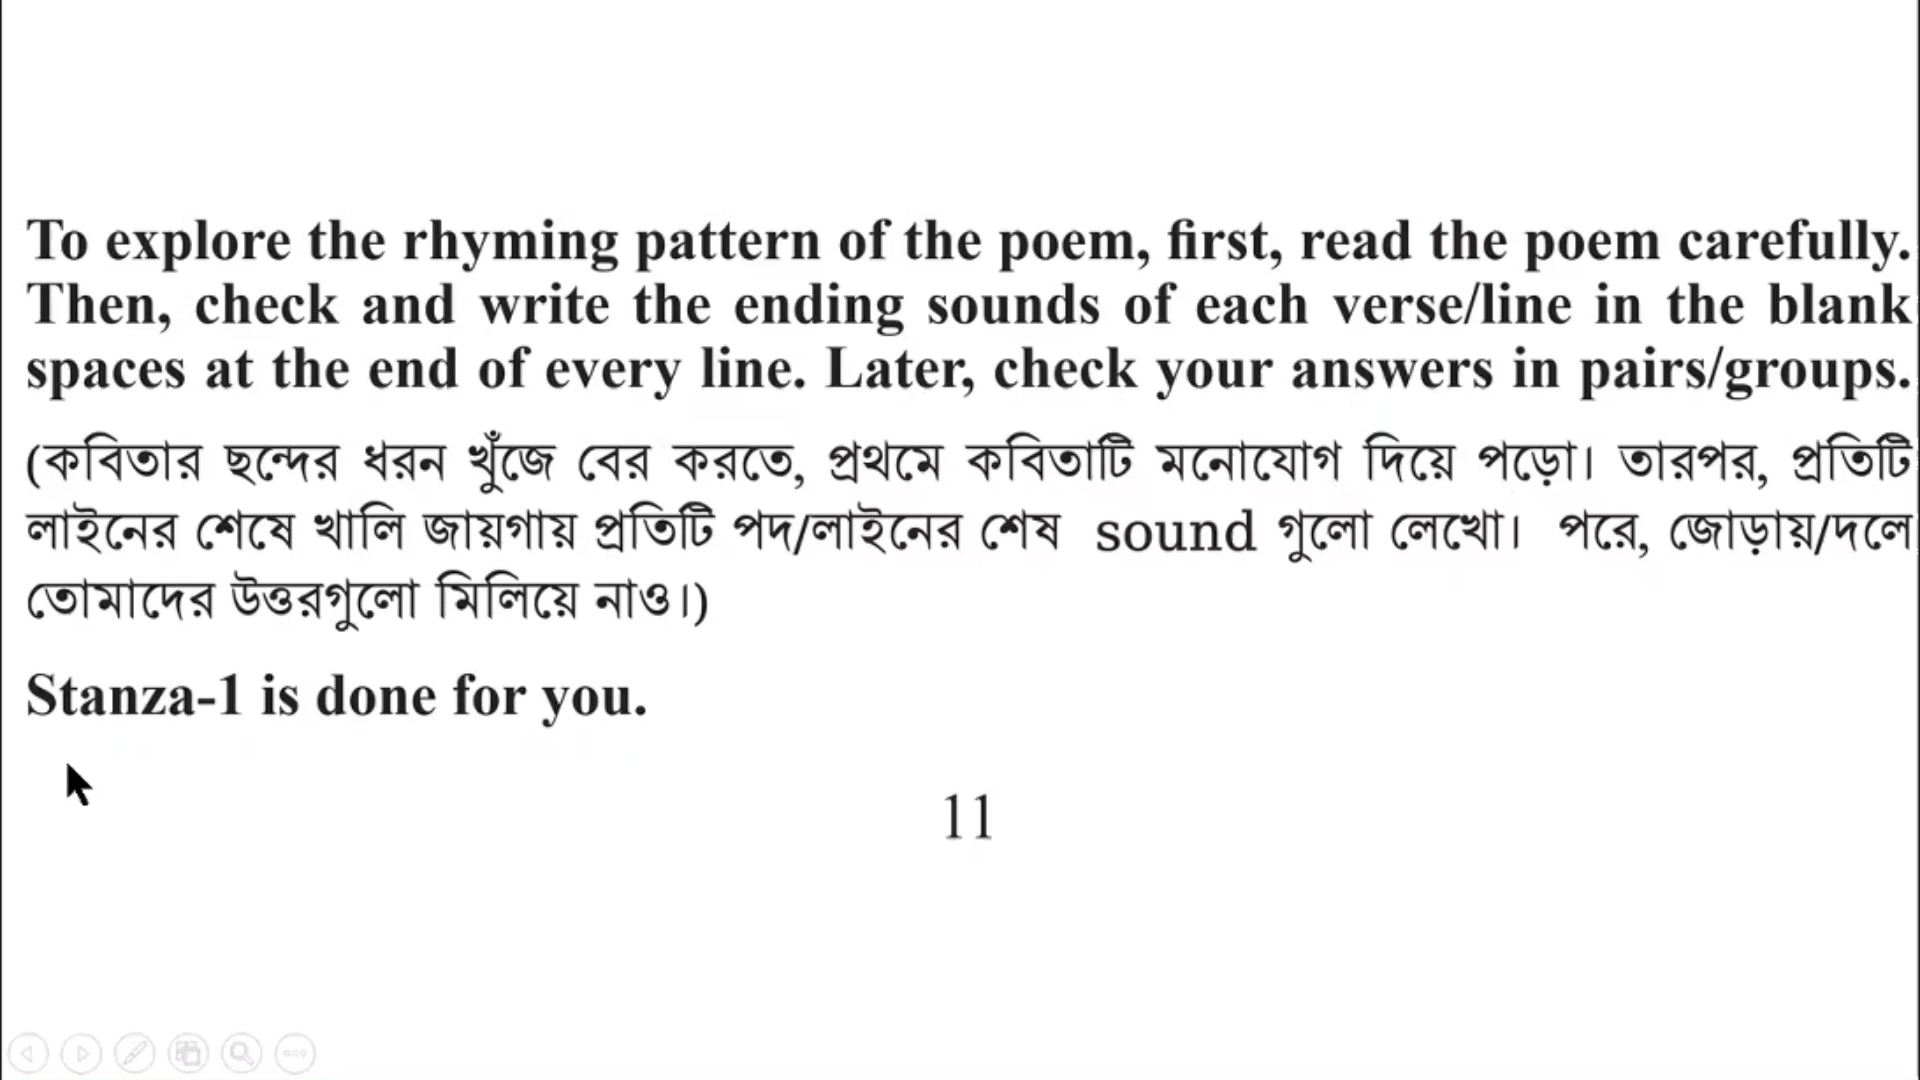 To explore the rhyming pattern of the poem, first, read the poem carefully.
Then, check and write the ending sounds of each verse/line in the blank
spaces at the end of every line. Later, check your answers in pairs/groups.
(কবিতার ছন্দের ধরন খুঁজে বের করতে, প্রথমে কবিতাটি মনোযোগ দিয়ে পড়ো। তারপর, প্রতিটি
লাইনের শেষে খালি জায়গায় প্রতিটি পদ/লাইনের শেষ sound গুলো লেখো। পরে, জোড়ায়/দলে
তোমাদের উত্তরগুলো মিলিয়ে নাও।)
Stanza-1 is done for you.
11